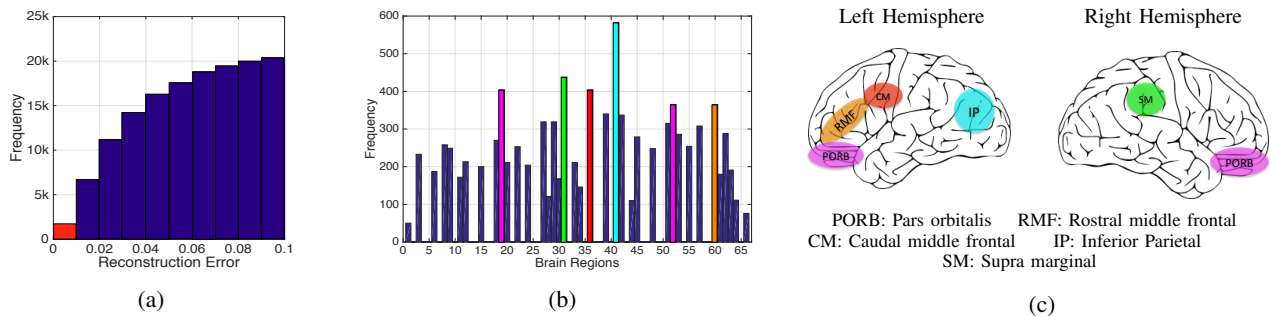 25k
20k
15k
10k
5k
0
0.02
0.04
0.06
0.08
0.1
Frequency
Reconstruction Error
(a)
600
500
400
300
200
100
0
0
5
10
15
20
25
30
35
40
45
50
55
60
65
Frequency
Brain Regions
(b)
Left Hemisphere
Right Hemisphere
CM
RMF
IP
PORB
SM
PORB
PORB: Pars orbitalis RMF: Rostral middle frontal
CM: Caudal middle frontal IP: Inferior Parietal
SM: Supra marginal
(c)